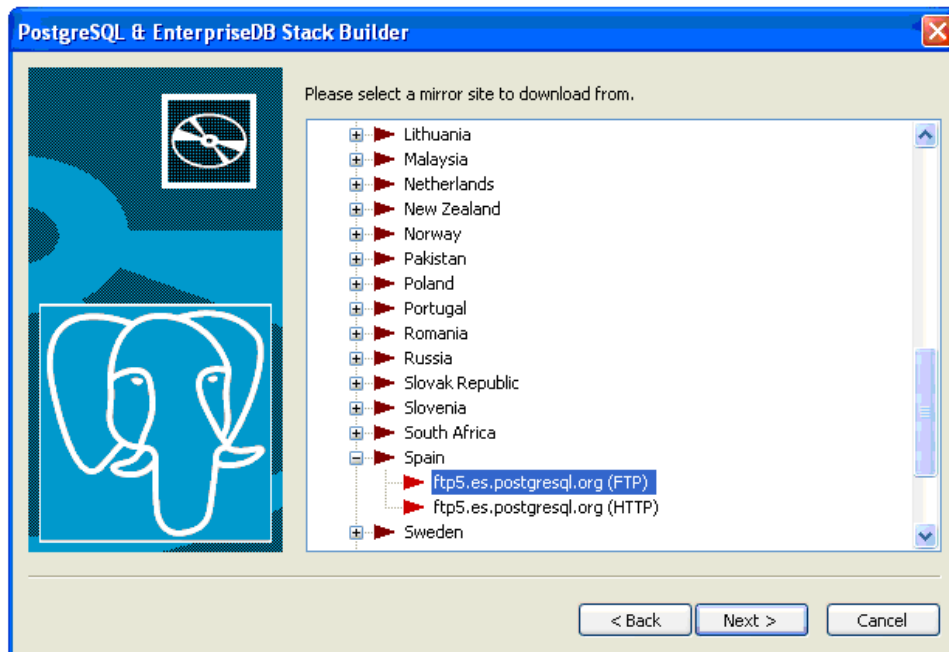 PostgreSQL & EnterpriseDB Stack Builder
Please select a mirror site to download from.
Lithuania
Malaysia
Netherlands
New Zealand
Norway
Pakistan
Poland
Portugal
Romania
Russia
Slovak Republic
Slovenia
South Africa
Spain
ftp5.es.postgresql.org (FTP)
ftp5.es.postgresql.org (HTTP)
Sweden
< Back Next > Cancel